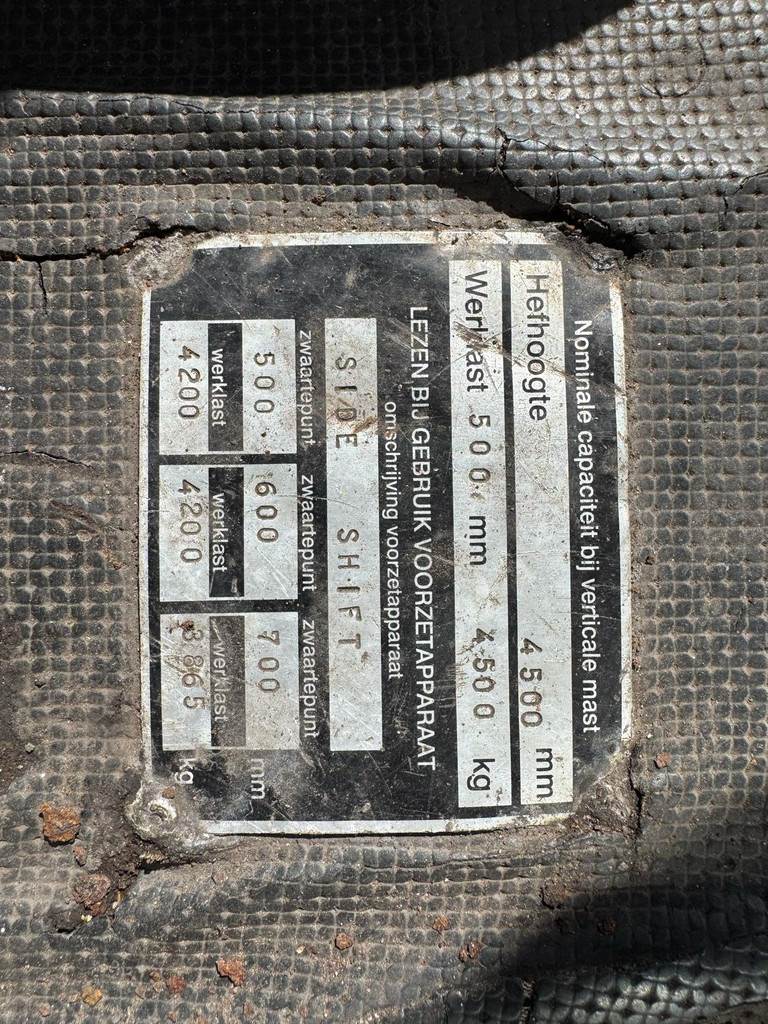 Nominale capaciteit bij verticale mast
Hefhoogte 4500 mm
Werklast 500 mm 4500 kg
LEZEN BIJ GEBRUIK VOORZETAPPARAAT
omschrijving voorzetapparaat
SIDE SHIFT
zwaartepunt zwaartepunt zwaartepunt
500 600 700 mm
werklast werklast werklast
4200 4200 3865 kg